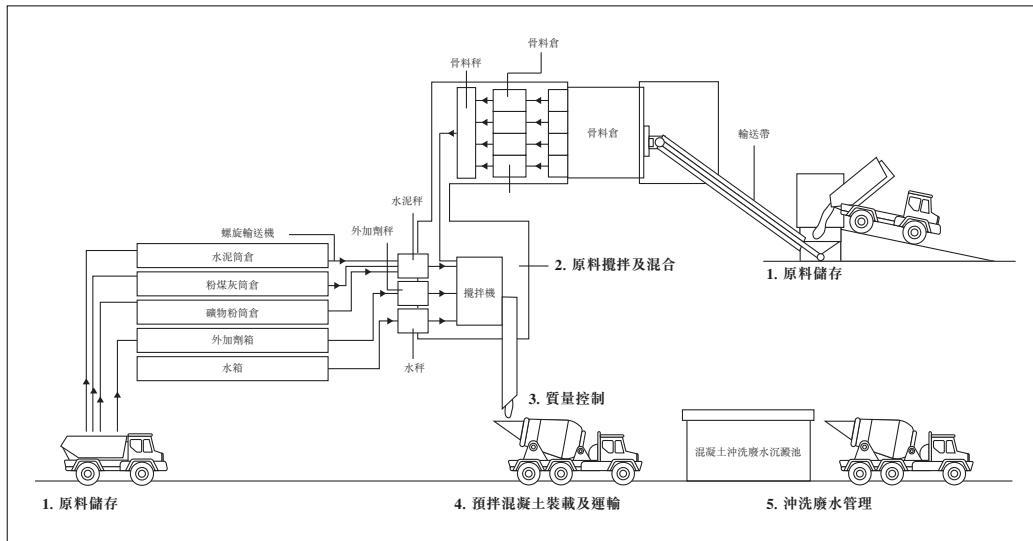 骨料倉
骨料秤
骨料倉
輸送帶
水泥秤
外加劑秤
螺旋輸送機
水泥筒倉
粉煤灰筒倉
礦物粉筒倉
外加劑箱
水箱
水秤
攪拌機
2. 原料攪拌及混合
1. 原料儲存
3. 質量控制
混凝土沖洗廢水沉澱池
1. 原料儲存
4. 預拌混凝土裝載及運輸
5. 沖洗廢水管理